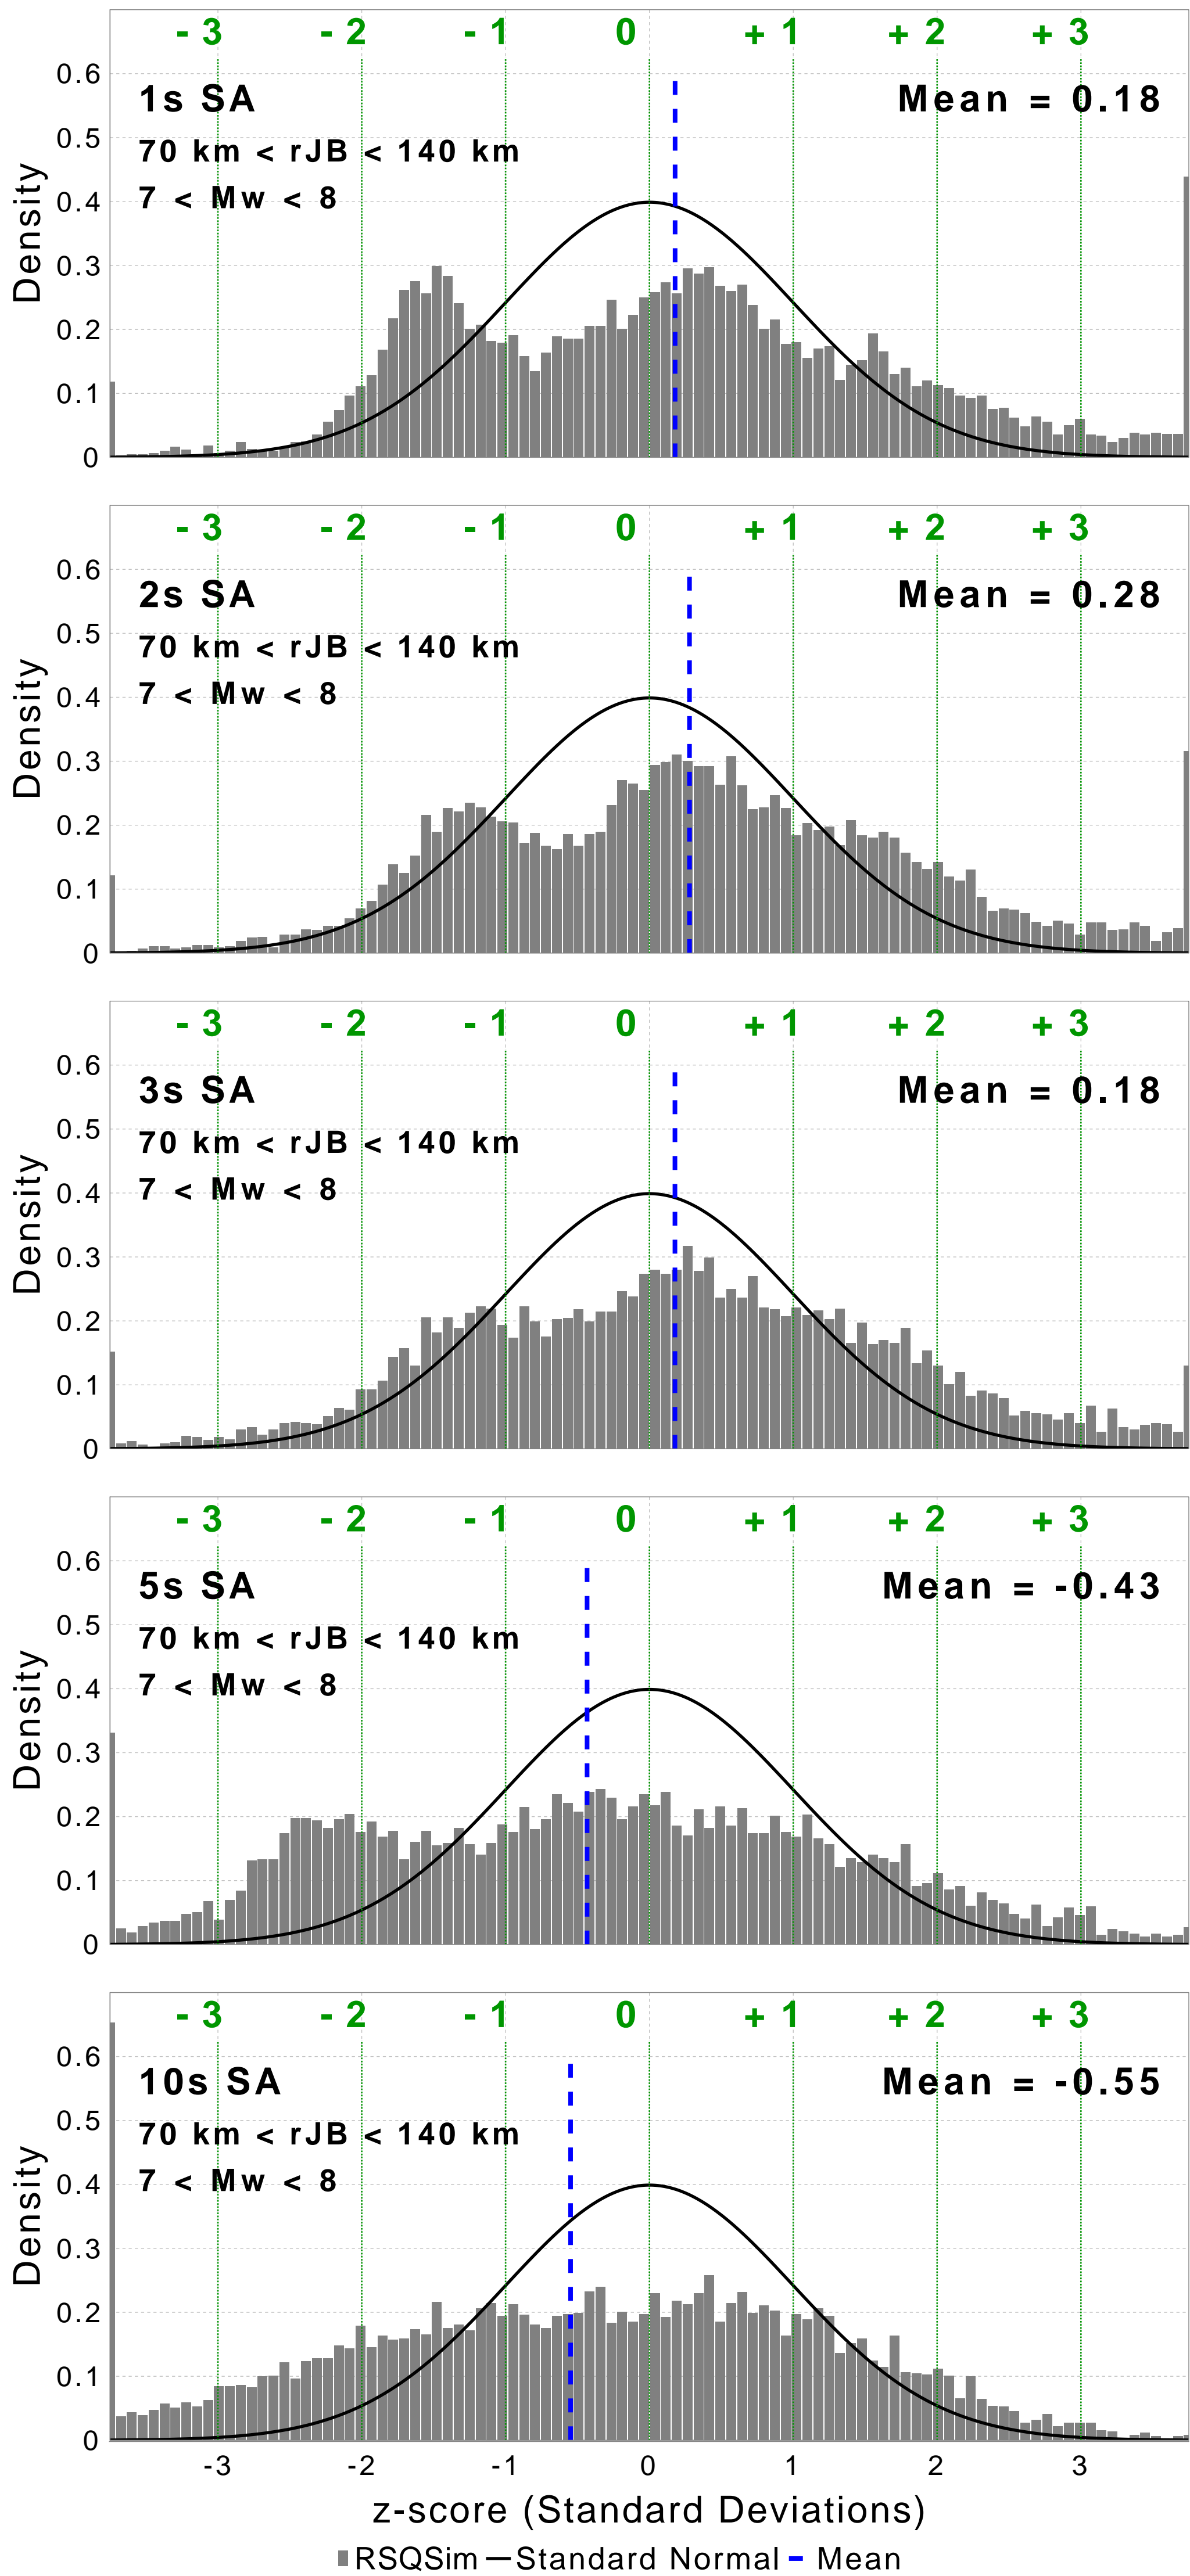 - 3 - 2 - 1 0 + 1 + 2 + 3
0.6
1s SA Mean = 0.18
0.5
70 km < rJB < 140 km
7 < Mw < 8
0.4
0.3
0.2
0.1
0
Density
- 3 - 2 - 1 0 + 1 + 2 + 3
0.6
2s SA Mean = 0.28
0.5
70 km < rJB < 140 km
7 < Mw < 8
0.4
0.3
0.2
0.1
0
Density
- 3 - 2 - 1 0 + 1 + 2 + 3
0.6
3s SA Mean = 0.18
0.5
70 km < rJB < 140 km
7 < Mw < 8
0.4
0.3
0.2
0.1
0
Density
- 3 - 2 - 1 0 + 1 + 2 + 3
0.6
5s SA Mean = -0.43
0.5
70 km < rJB < 140 km
7 < Mw < 8
0.4
0.3
0.2
0.1
0
Density
- 3 - 2 - 1 0 + 1 + 2 + 3
0.6
10s SA Mean = -0.55
0.5
70 km < rJB < 140 km
7 < Mw < 8
0.4
0.3
0.2
0.1
0
Density
-3 -2 -1 0 1 2 3
z-score (Standard Deviations)
RSQSim Standard Normal Mean